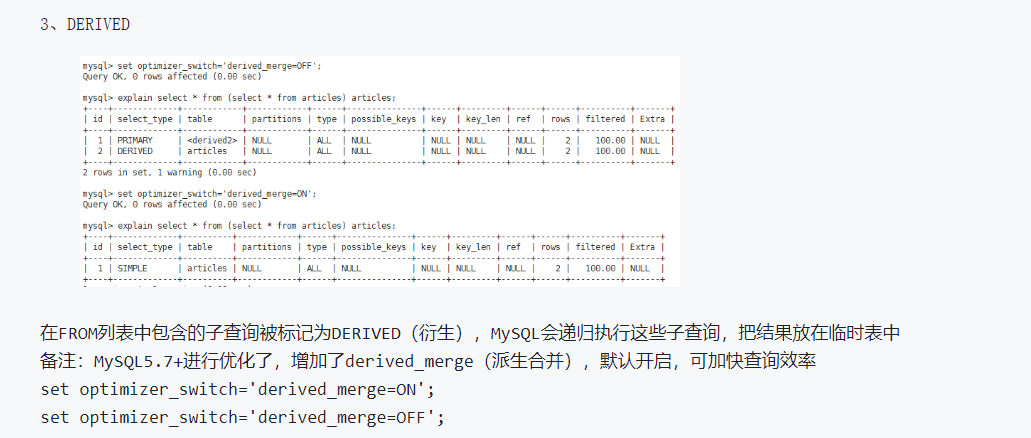 3、DERIVED
mysql> set optimizer_switch='derived_merge=OFF';
Query OK, 0 rows affected (0.00 sec)
mysql> explain select * from (select * from articles) articles;
+----+-------------+------------+------------+------+---------------+------+---------+------+------+----------+-------+
| id | select_type | table | partitions | type | possible_keys | key | key_len | ref | rows | filtered | Extra |
+----+-------------+------------+------------+------+---------------+------+---------+------+------+----------+-------+
| 1 | PRIMARY | <derived2> | NULL | ALL | NULL | NULL | NULL | NULL | 2 | 100.00 | NULL |
| 2 | DERIVED | articles | NULL | ALL | NULL | NULL | NULL | NULL | 2 | 100.00 | NULL |
+----+-------------+------------+------------+------+---------------+------+---------+------+------+----------+-------+
2 rows in set, 1 warning (0.00 sec)
mysql> set optimizer_switch='derived_merge=ON';
Query OK, 0 rows affected (0.00 sec)
mysql> explain select * from (select * from articles) articles;
+----+-------------+----------+------------+------+---------------+------+---------+------+------+----------+-------+
| id | select_type | table | partitions | type | possible_keys | key | key_len | ref | rows | filtered | Extra |
+----+-------------+----------+------------+------+---------------+------+---------+------+------+----------+-------+
| 1 | SIMPLE | articles | NULL | ALL | NULL | NULL | NULL | NULL | 2 | 100.00 | NULL |
+----+-------------+----------+------------+------+---------------+------+---------+------+------+----------+-------+
在FROM列表中包含的子查询被标记为DERIVED（衍生），MySQL会递归执行这些子查询，把结果放在临时表中
备注：MySQL5.7+进行优化了，增加了derived_merge（派生合并），默认开启，可加快查询效率
set optimizer_switch='derived_merge=ON';
set optimizer_switch='derived_merge=OFF';